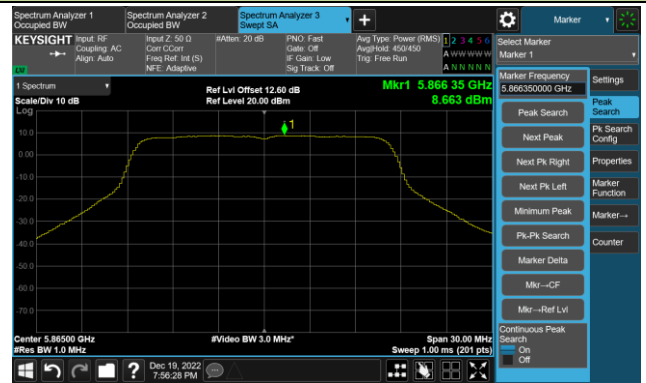 Spectrum Analyzer 1
Occupied BW
Spectrum Analyzer 2
Occupied BW
Spectrum Analyzer 3
Swept SA
Marker
KEYSIGHT
Input: RF
Coupling: AC
Align: Auto
Input Z: 50 Ω
Corr CCorr
Freq Ref: Int (S)
NFE: Adaptive
#Atten: 20 dB
PNO: Fast
Gate: Off
IF Gain: Low
Sig Track: Off
Avg Type: Power (RMS)
Avg|Hold: 450/450
Trig: Free Run
1 2 3 4 5 6
A W W W W W
A N N N N N
Select Marker
Marker 1
1 Spectrum
Scale/Div 10 dB
Log
Ref Lvl Offset 12.60 dB
Ref Level 20.00 dBm
Mkr1 5.866 35 GHz
8.663 dBm
1
10.0
0.00
-10.0
-20.0
-30.0
-40.0
-50.0
-60.0
-70.0
Center 5.86500 GHz
#Res BW 1.0 MHz
#Video BW 3.0 MHz*
Span 30.00 MHz
Sweep 1.00 ms (201 pts)
Marker Frequency
5.866350000 GHz
Peak Search
Next Peak
Next Pk Right
Next Pk Left
Minimum Peak
Pk-Pk Search
Marker Delta
Mkr→CF
Mkr→Ref Lvl
Continuous Peak
Search
On
Off
Settings
Peak
Search
Pk Search
Config
Properties
Marker
Function
Marker→
Counter
?
Dec 19, 2022
7:56:28 PM